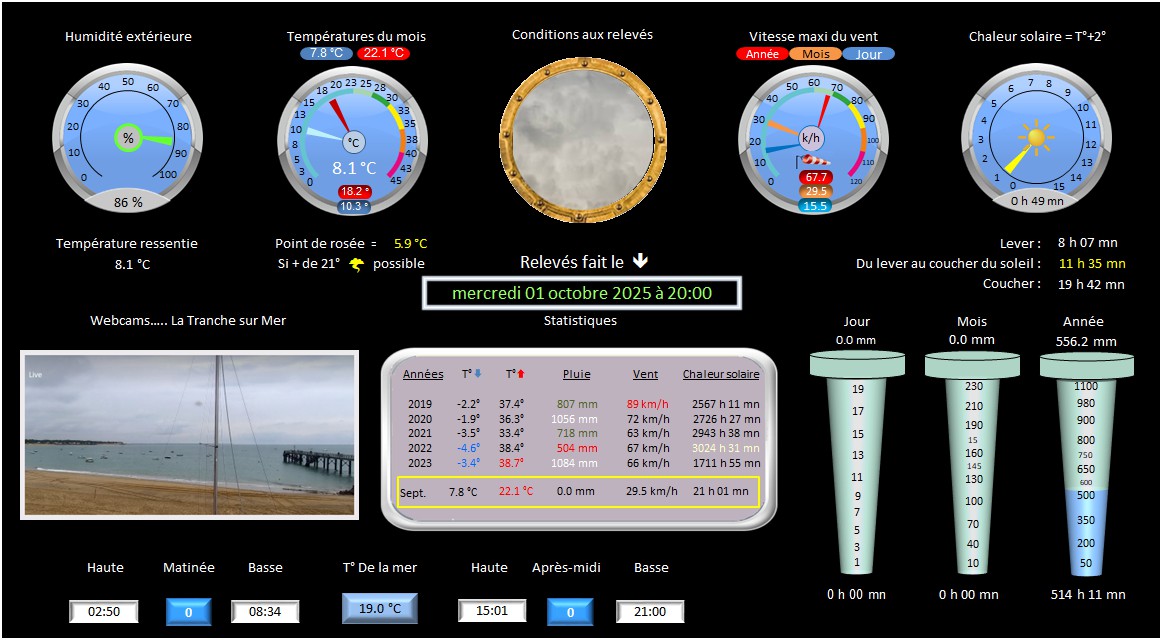 Humidité extérieure
Températures du mois
Conditions aux relevés
Vitesse maxi du vent
Chaleur solaire = T°+2°
7.8 °C 22.1 °C
Année Mois Jour
0 10 20 30 40 50 60 70 80 90 100
%
86 %
0 3 5 8 10 13 15 18 20 23 25 28 30 33 35 38 40 43 45
°C
8.1 °C
18.2 °
10.3 °
0 10 20 30 40 50 60 70 80 90 100 110 120
k/h
67.7
29.5
15.5
0 1 2 3 4 5 6 7 8 9 10 11 12 13 14 15
0 h 49 mn
Température ressentie
8.1 °C
Point de rosée = 5.9 °C
Si + de 21° possible
Relevés fait le
mercredi 01 octobre 2025 à 20:00
Lever : 8 h 07 mn
Du lever au coucher du soleil : 11 h 35 mn
Coucher : 19 h 42 mn
Webcams..... La Tranche sur Mer
Live
Statistiques
Années T° T° Pluie Vent Chaleur solaire
2019 -2.2° 37.4° 807 mm 89 km/h 2567 h 11 mn
2020 -1.9° 36.3° 1056 mm 72 km/h 2726 h 27 mn
2021 -3.5° 33.4° 718 mm 63 km/h 2943 h 38 mn
2022 -4.6° 38.4° 504 mm 67 km/h 3024 h 31 mn
2023 -3.4° 38.7° 1084 mm 66 km/h 1711 h 55 mn
Sept. 7.8 °C 22.1 °C 0.0 mm 29.5 km/h 21 h 01 mn
Jour
0.0 mm
19
17
15
13
11
9
7
5
3
1
0 h 00 mn
Mois
0.0 mm
230
210
190
15
160
145
130
100
70
40
10
0 h 00 mn
Année
556.2 mm
1100
980
900
800
750
650
600
500
350
200
50
514 h 11 mn
Haute Matinée Basse
02:50 0 08:34
T° De la mer
19.0 °C
Haute Après-midi Basse
15:01 0 21:00